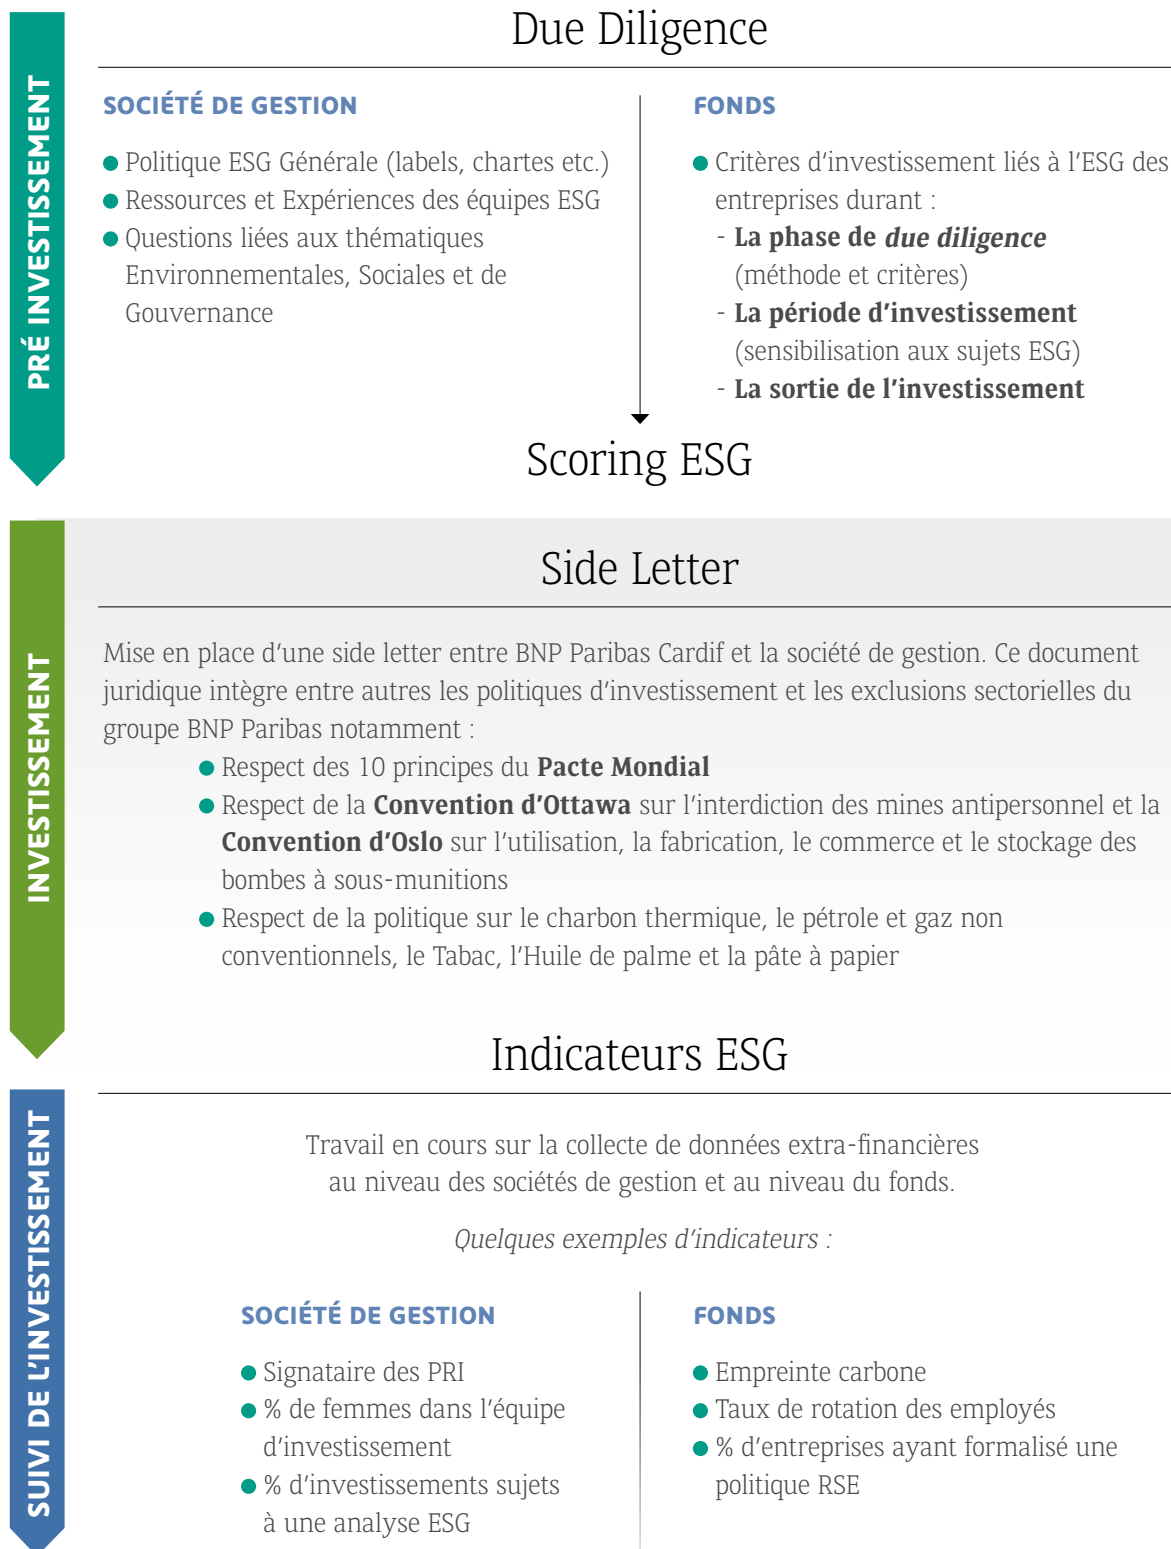 Due Diligence
PRÉ INVESTISSEMENT
SOCIÉTÉ DE GESTION
● Politique ESG Générale (labels, chartes etc.)
● Ressources et Expériences des équipes ESG
● Questions liées aux thématiques
Environnementales, Sociales et de
Gouvernance
FONDS
● Critères d’investissement liés à l’ESG des
entreprises durant :
- La phase de due diligence
(méthode et critères)
- La période d’investissement
(sensibilisation aux sujets ESG)
- La sortie de l’investissement
Scoring ESG
INVESTISSEMENT
Side Letter
Mise en place d’une side letter entre BNP Paribas Cardif et la société de gestion. Ce document
juridique intègre entre autres les politiques d’investissement et les exclusions sectorielles du
groupe BNP Paribas notamment :
● Respect des 10 principes du Pacte Mondial
● Respect de la Convention d’Ottawa sur l’interdiction des mines antipersonnel et la
Convention d’Oslo sur l’utilisation, la fabrication, le commerce et le stockage des
bombes à sous-munitions
● Respect de la politique sur le charbon thermique, le pétrole et gaz non
conventionnels, le Tabac, l’Huile de palme et la pâte à papier
Indicateurs ESG
SUIVI DE L’INVESTISSEMENT
Travail en cours sur la collecte de données extra-financières
au niveau des sociétés de gestion et au niveau du fonds.
Quelques exemples d’indicateurs :
SOCIÉTÉ DE GESTION
● Signataire des PRI
● % de femmes dans l’équipe
d’investissement
● % d’investissements sujets
à une analyse ESG
FONDS
● Empreinte carbone
● Taux de rotation des employés
● % d’entreprises ayant formalisé une
politique RSE